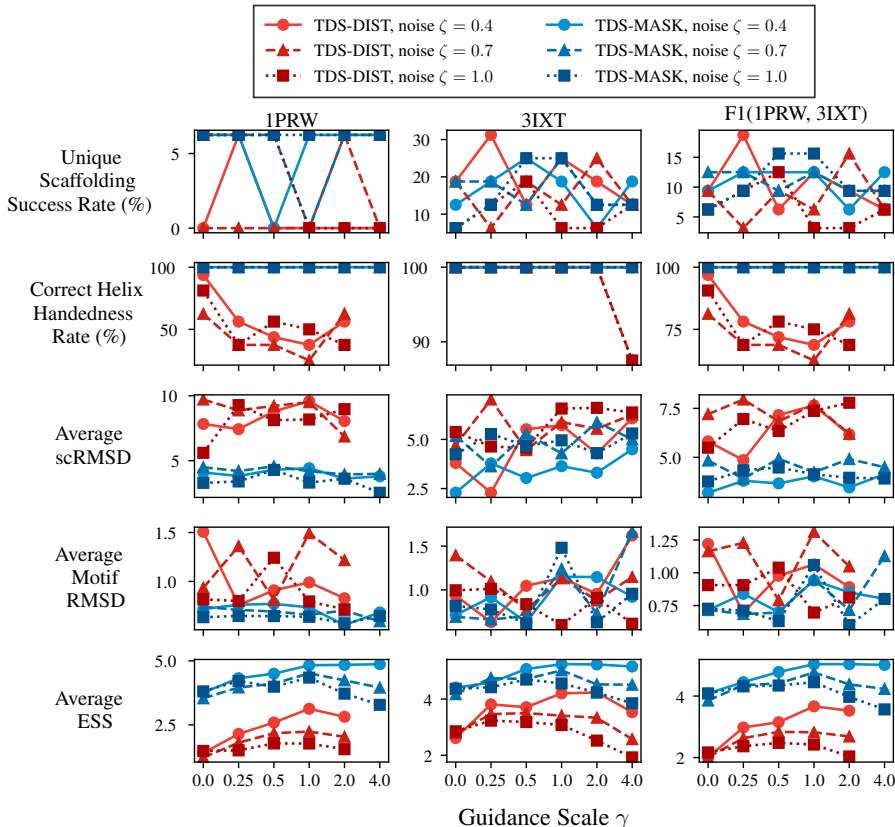 TDS-DIST, noise ζ = 0.4
TDS-MASK, noise ζ = 0.4
TDS-DIST, noise ζ = 0.7
TDS-MASK, noise ζ = 0.7
TDS-DIST, noise ζ = 1.0
TDS-MASK, noise ζ = 1.0
1PRW
3IXT
F1(1PRW, 3IXT)
Unique
Scaffolding
Success Rate (%)
5
0
30
20
10
15
10
5
Correct Helix
Handedness
Rate (%)
100
50
100
90
100
75
Average
scRMSD
10
5
5.0
2.5
7.5
5.0
Average
Motif
RMSD
1.5
1.0
1.5
1.0
1.25
1.00
0.75
Average
ESS
5.0
2.5
4
2
4
2
0.0 0.25 0.5 1.0 2.0 4.0
0.0 0.25 0.5 1.0 2.0 4.0
0.0 0.25 0.5 1.0 2.0 4.0
Guidance Scale γ